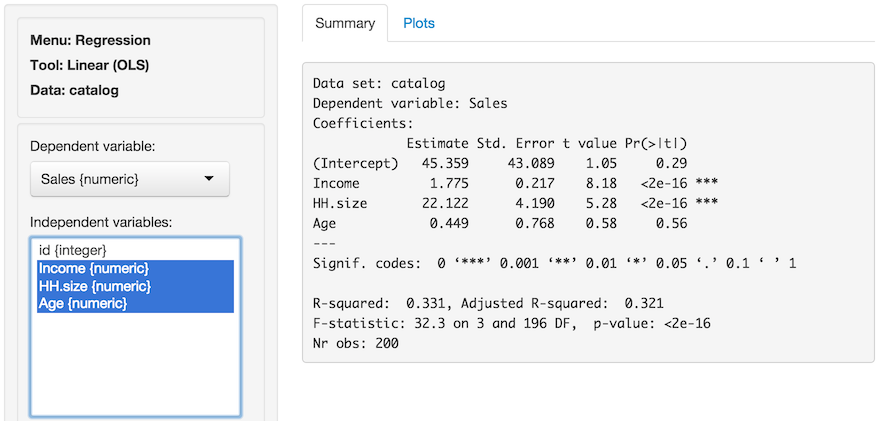 Menu: Regression
Tool: Linear (OLS)
Data: catalog
Dependent variable:
Sales {numeric}
Independent variables:
id {integer}
Income {numeric}
HH.size {numeric}
Age {numeric}
Summary Plots
Data set: catalog
Dependent variable: Sales
Coefficients:
            Estimate Std. Error t value Pr(>|t|)
(Intercept)   45.359     43.089    1.05     0.29
Income         1.775      0.217    8.18   <2e-16 ***
HH.size       22.122      4.190    5.28   <2e-16 ***
Age            0.449      0.768    0.58     0.56
---
Signif. codes:  0 ‘***’ 0.001 ‘**’ 0.01 ‘*’ 0.05 ‘.’ 0.1 ‘ ’ 1
R-squared:  0.331, Adjusted R-squared:  0.321
F-statistic: 32.3 on 3 and 196 DF,  p-value: <2e-16
Nr obs: 200